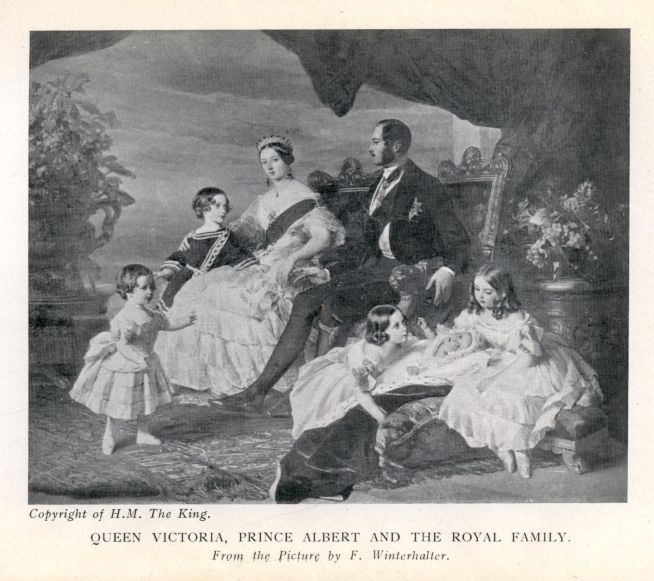 Copyright of H.M. The King.
QUEEN VICTORIA, PRINCE ALBERT AND THE ROYAL FAMILY.
From the Picture by F. Winterhalter.